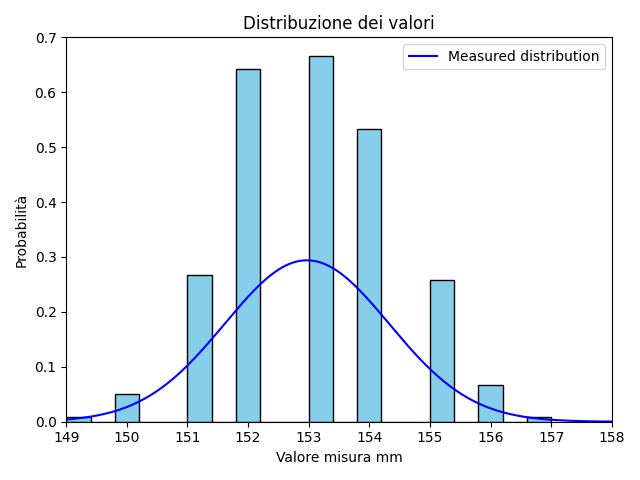 Distribuzione dei valori
Measured distribution
Probabilità
0.7
0.6
0.5
0.4
0.3
0.2
0.1
0.0
149 150 151 152 153 154 155 156 157 158
Valore misura mm